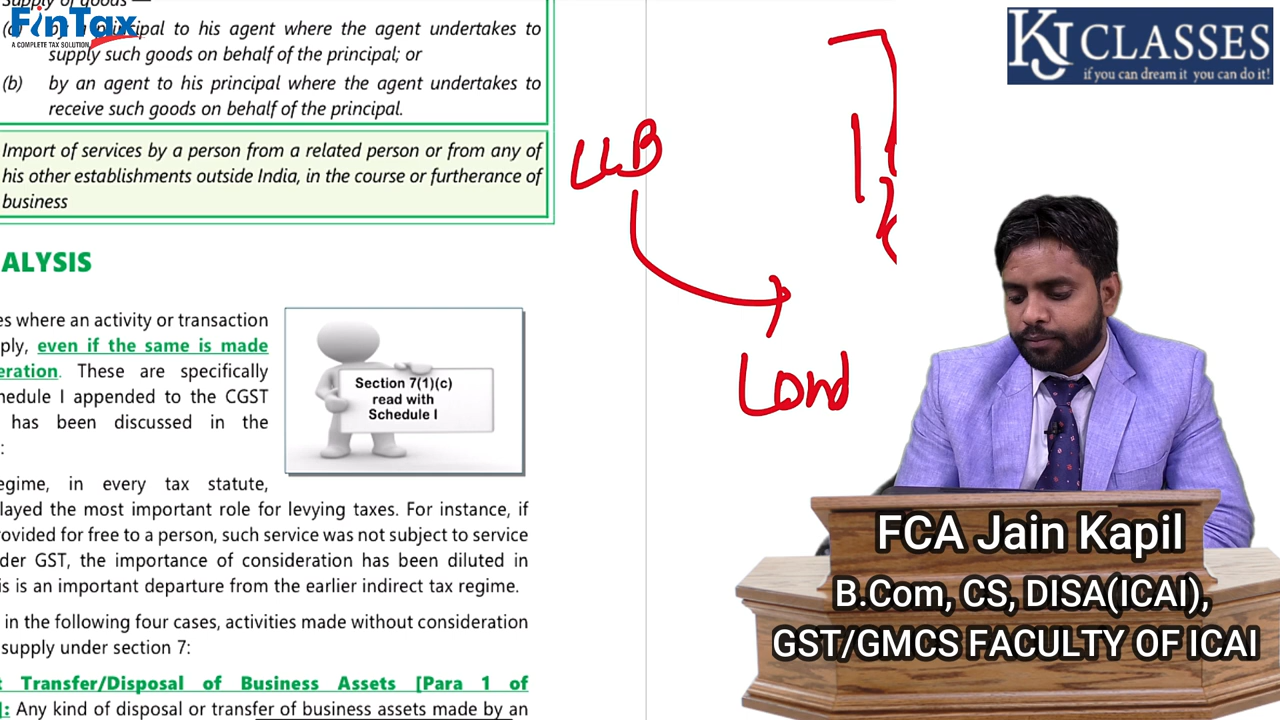 Supply of goods —
FinTax
A COMPLETE TAX SOLUTION
by a principal to his agent where the agent undertakes to
supply such goods on behalf of the principal; or
(b) by an agent to his principal where the agent undertakes to
receive such goods on behalf of the principal.
Import of services by a person from a related person or from any of
his other establishments outside India, in the course or furtherance of
business
ALYSIS
es where an activity or transaction
ply, even if the same is made
eration. These are specifically
hedule I appended to the CGST
has been discussed in the
:
Section 7(1)(c)
read with
Schedule I
egime, in every tax statute,
layed the most important role for levying taxes. For instance, if
rovided for free to a person, such service was not subject to service
der GST, the importance of consideration has been diluted in
is is an important departure from the earlier indirect tax regime.
in the following four cases, activities made without consideration
supply under section 7:
t Transfer/Disposal of Business Assets [Para 1 of
]: Any kind of disposal or transfer of business assets made by an
LLB
KJ CLASSES
if you can dream it you can do it!
FCA Jain Kapil
B.Com, CS, DISA(ICAI),
GST/GMCS FACULTY OF ICAI